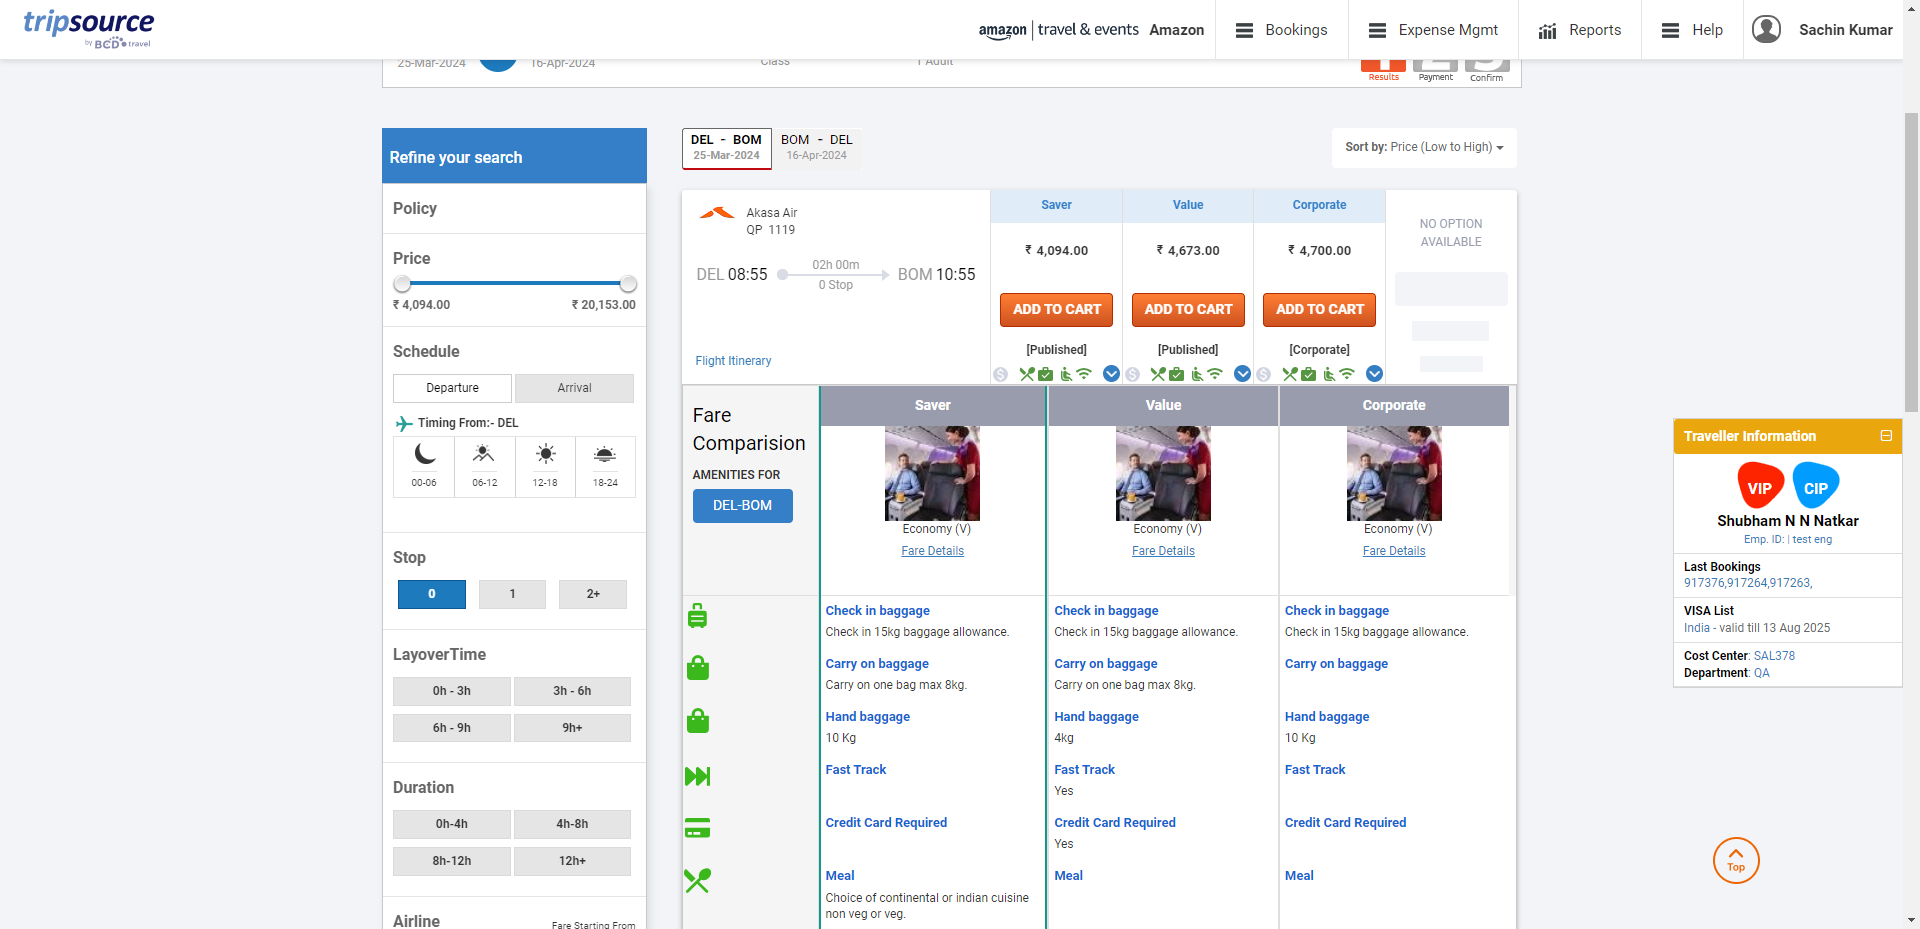 tripsource
by BCD travel
amazon | travel & events Amazon
Bookings
Expense Mgmt
Reports
Help
Sachin Kumar
25-Mar-2024
16-Apr-2024
Class
1 Adult
Results
Payment
Confirm
Refine your search
Policy
Price
₹ 4,094.00
₹ 20,153.00
Schedule
Departure
Arrival
Timing From:- DEL
00-06
06-12
12-18
18-24
Stop
0
1
2+
LayoverTime
0h - 3h
3h - 6h
6h - 9h
9h+
Duration
0h-4h
4h-8h
8h-12h
12h+
Airline
Fare Starting From
DEL - BOM
25-Mar-2024
BOM - DEL
16-Apr-2024
Sort by: Price (Low to High)
Akasa Air
QP 1119
DEL 08:55
02h 00m
0 Stop
BOM 10:55
Flight Itinerary
Saver
₹ 4,094.00
ADD TO CART
[Published]
Value
₹ 4,673.00
ADD TO CART
[Published]
Corporate
₹ 4,700.00
ADD TO CART
[Corporate]
NO OPTION
AVAILABLE
Fare
Comparision
AMENITIES FOR
DEL-BOM
Saver
Economy (V)
Fare Details
Value
Economy (V)
Fare Details
Corporate
Economy (V)
Fare Details
Check in baggage
Check in 15kg baggage allowance.
Check in baggage
Check in 15kg baggage allowance.
Check in baggage
Check in 15kg baggage allowance.
Carry on baggage
Carry on one bag max 8kg.
Carry on baggage
Carry on one bag max 8kg.
Carry on baggage
Hand baggage
10 Kg
Hand baggage
4kg
Hand baggage
10 Kg
Fast Track
Fast Track
Yes
Fast Track
Credit Card Required
Credit Card Required
Yes
Credit Card Required
Meal
Choice of continental or indian cuisine
non veg or veg.
Meal
Meal
Traveller Information
VIP
CIP
Shubham N N Natkar
Emp. ID: | test eng
Last Bookings
917376,917264,917263,
VISA List
India - valid till 13 Aug 2025
Cost Center: SAL378
Department: QA
Top